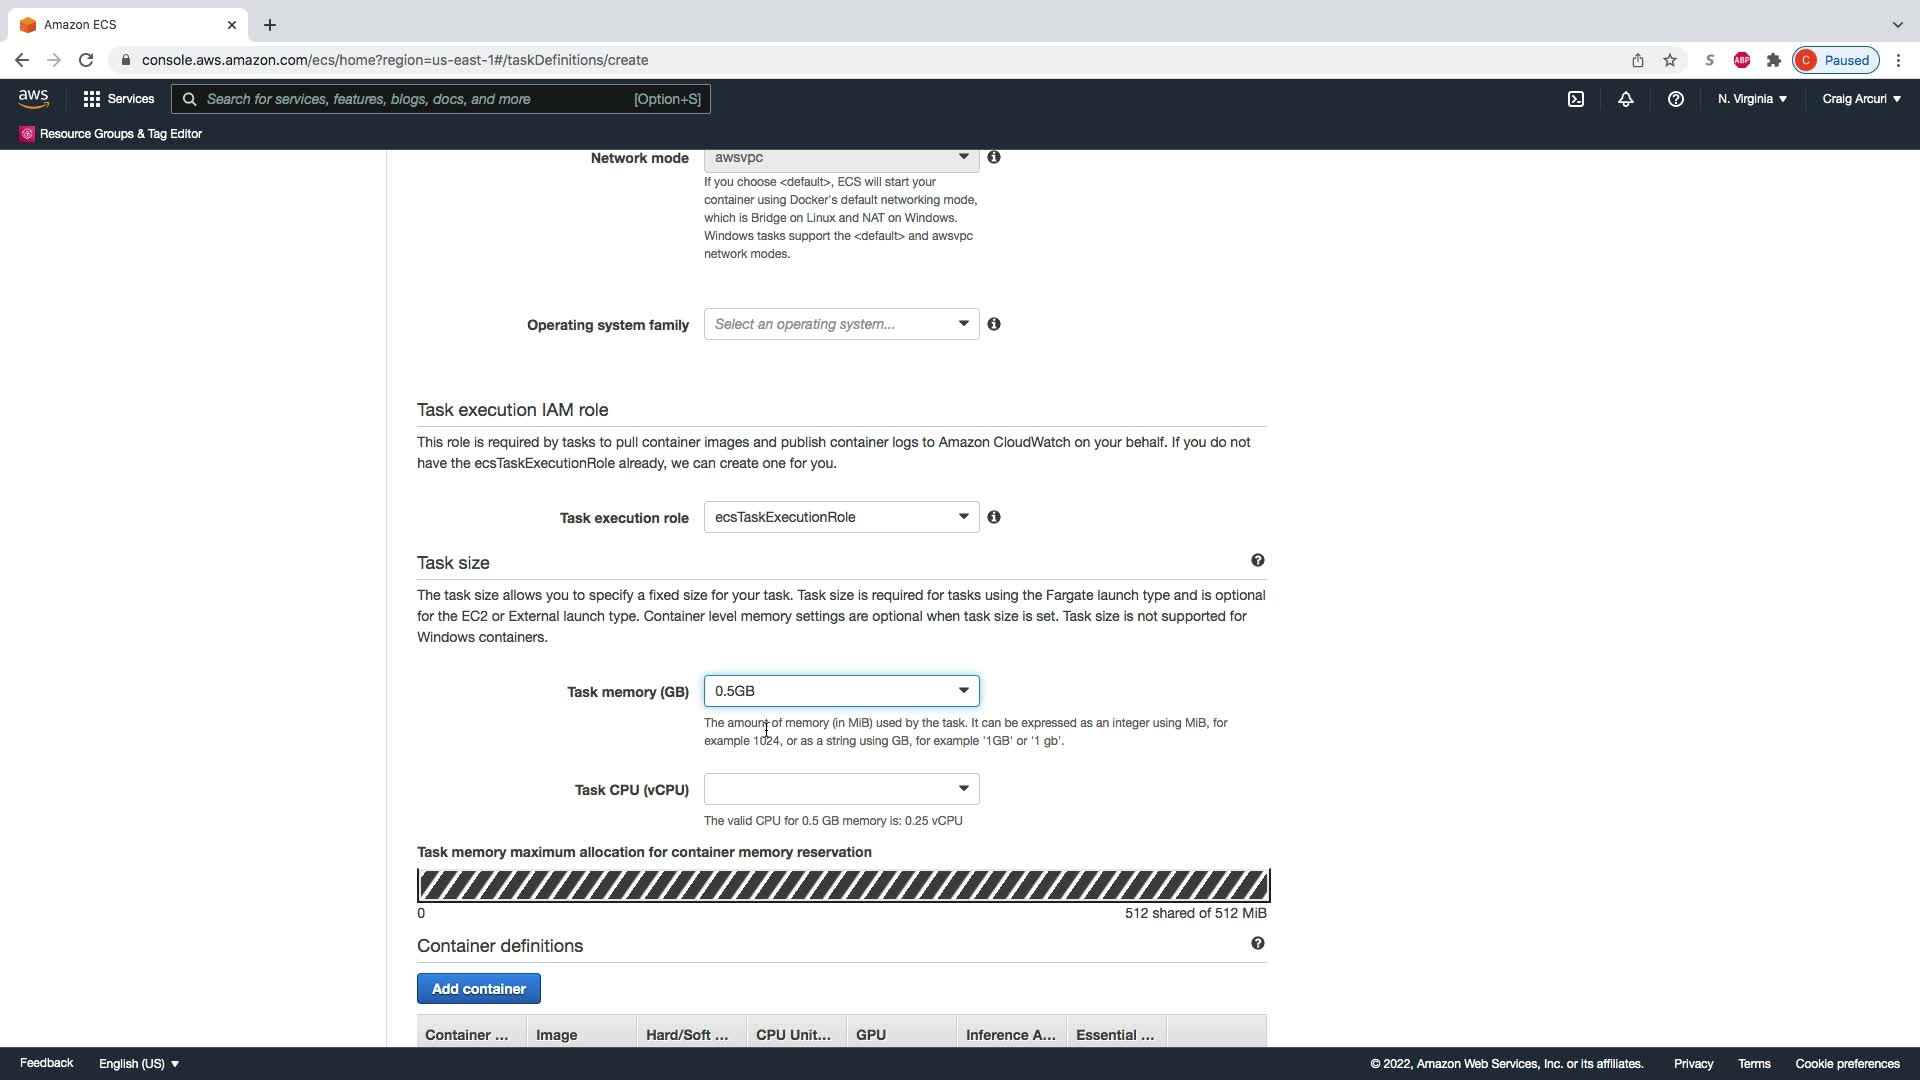 Amazon ECS
console.aws.amazon.com/ecs/home?region=us-east-1#/taskDefinitions/create
S
ABP
C Paused
aws
Services
Search for services, features, blogs, docs, and more [Option+S]
N. Virginia
Craig Arcuri
Resource Groups & Tag Editor
Network mode
awsvpc
If you choose <default>, ECS will start your
container using Docker's default networking mode,
which is Bridge on Linux and NAT on Windows.
Windows tasks support the <default> and awsvpc
network modes.
Operating system family
Select an operating system...
Task execution IAM role
This role is required by tasks to pull container images and publish container logs to Amazon CloudWatch on your behalf. If you do not
have the ecsTaskExecutionRole already, we can create one for you.
Task execution role
ecsTaskExecutionRole
Task size
The task size allows you to specify a fixed size for your task. Task size is required for tasks using the Fargate launch type and is optional
for the EC2 or External launch type. Container level memory settings are optional when task size is set. Task size is not supported for
Windows containers.
Task memory (GB)
0.5GB
The amount of memory (in MiB) used by the task. It can be expressed as an integer using MiB, for
example 1024, or as a string using GB, for example '1GB' or '1 gb'.
Task CPU (vCPU)
The valid CPU for 0.5 GB memory is: 0.25 vCPU
Task memory maximum allocation for container memory reservation
0
512 shared of 512 MiB
Container definitions
Add container
Container ... Image Hard/Soft ... CPU Unit... GPU Inference A... Essential ...
Feedback English (US)
© 2022, Amazon Web Services, Inc. or its affiliates. Privacy Terms Cookie preferences